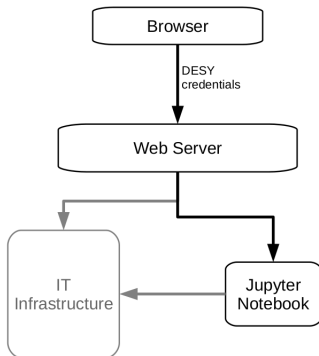 Browser
DESY
credentials
Web Server
IT
Infrastructure
Jupyter
Notebook